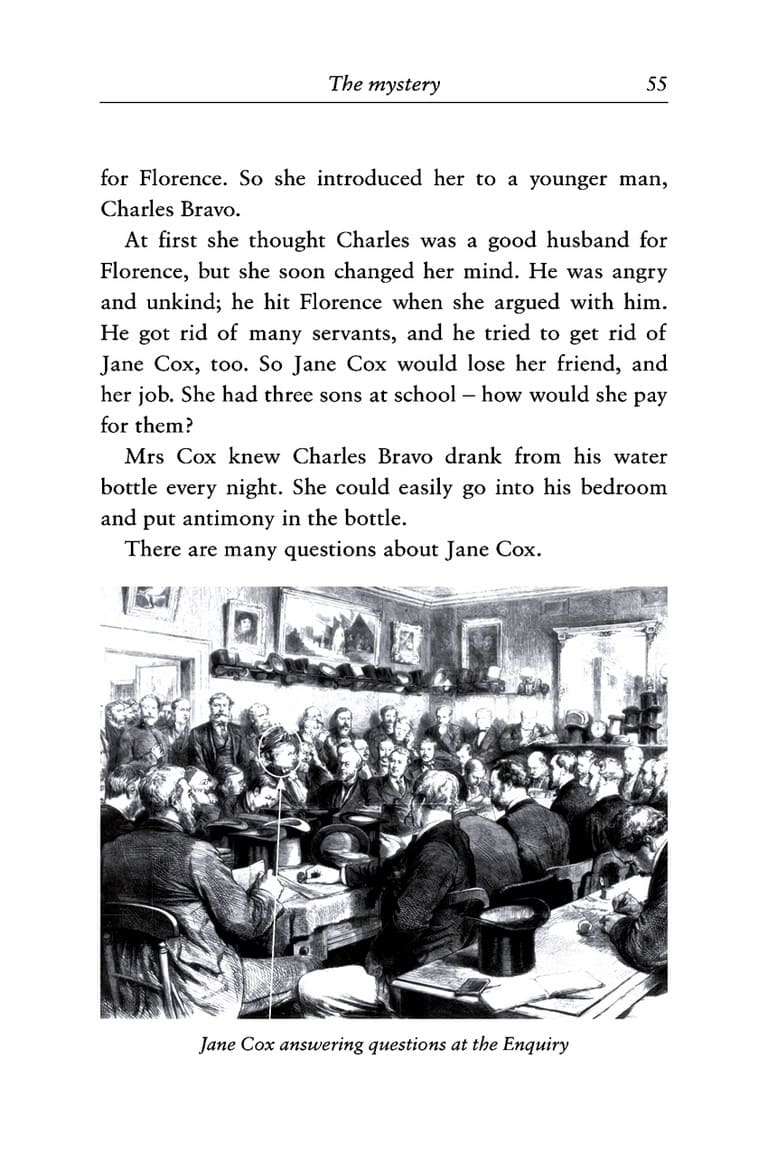 The mystery 55
for Florence. So she introduced her to a younger man,
Charles Bravo.
At first she thought Charles was a good husband for
Florence, but she soon changed her mind. He was angry
and unkind; he hit Florence when she argued with him.
He got rid of many servants, and he tried to get rid of
Jane Cox, too. So Jane Cox would lose her friend, and
her job. She had three sons at school – how would she pay
for them?
Mrs Cox knew Charles Bravo drank from his water
bottle every night. She could easily go into his bedroom
and put antimony in the bottle.
There are many questions about Jane Cox.
Jane Cox answering questions at the Enquiry